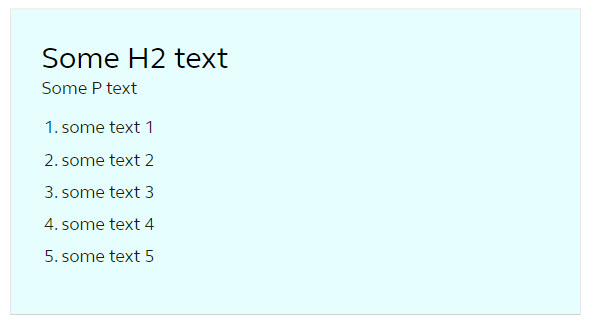 Some H2 text
Some P text
1. some text 1
2. some text 2
3. some text 3
4. some text 4
5. some text 5